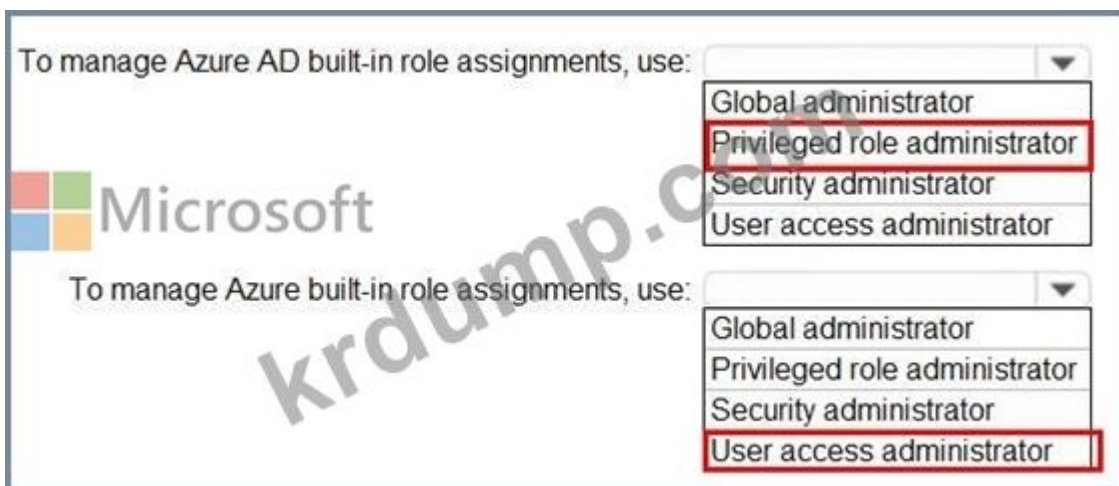 To manage Azure AD built-in role assignments, use:
Global administrator
Privileged role administrator
Security administrator
User access administrator
Microsoft
To manage Azure built-in role assignments, use:
Global administrator
Privileged role administrator
Security administrator
User access administrator
krdump.com